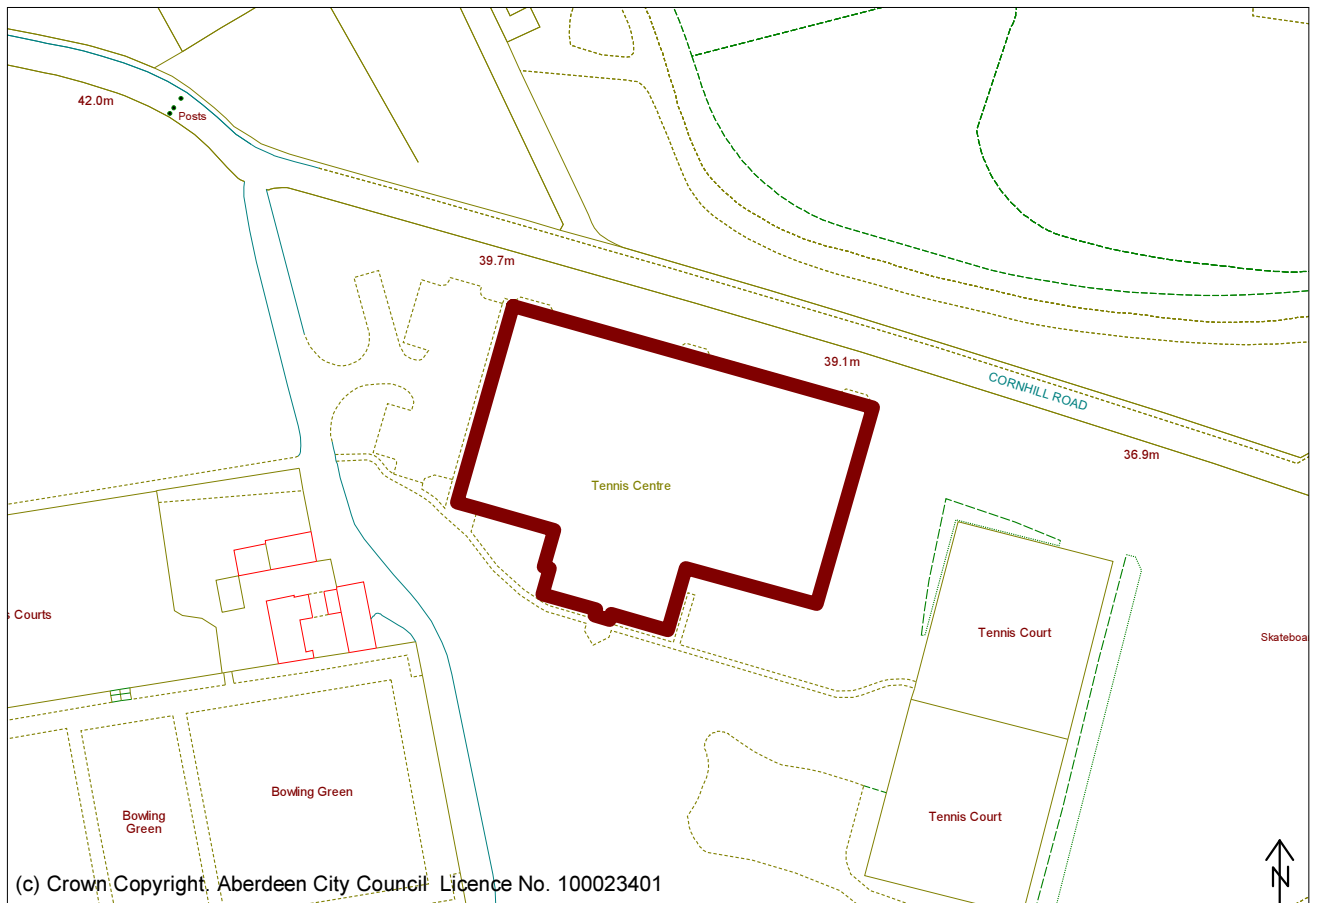 42.0m
Posts
39.7m
39.1m
CORNHILL ROAD
36.9m
Tennis Centre
s Courts
Tennis Court
Skateboa
Bowling Green
Bowling
Green
Tennis Court
N
(c) Crown Copyright. Aberdeen City Council Licence No. 100023401